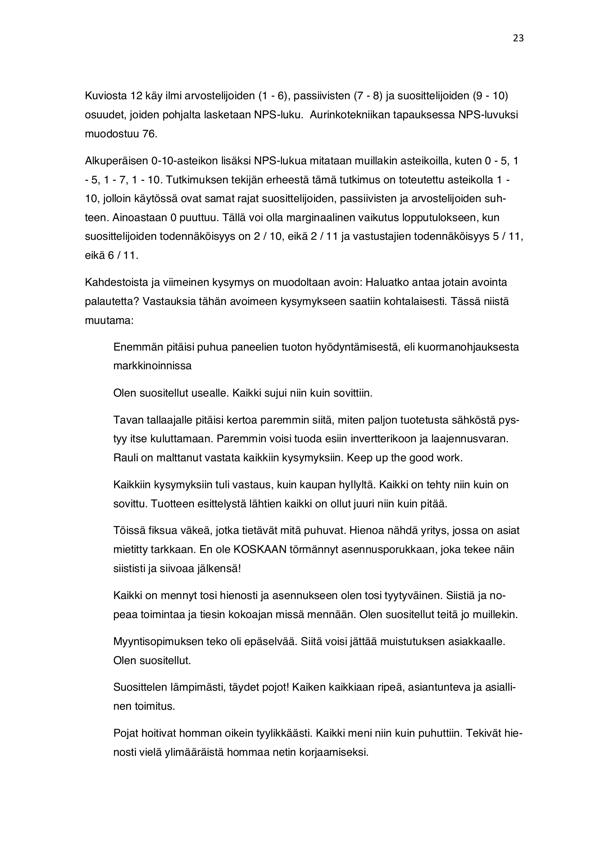 23
Kuviosta 12 käy ilmi arvostelijoiden (1 - 6), passiivisten (7 - 8) ja suosittelijoiden (9 - 10)
osuudet, joiden pohjalta lasketaan NPS-luku.  Aurinkotekniikan tapauksessa NPS-luvuksi
muodostuu 76.
Alkuperäisen 0-10-asteikon lisäksi NPS-lukua mitataan muillakin asteikoilla, kuten 0 - 5, 1
- 5, 1 - 7, 1 - 10. Tutkimuksen tekijän erheestä tämä tutkimus on toteutettu asteikolla 1 -
10, jolloin käytössä ovat samat rajat suosittelijoiden, passiivisten ja arvostelijoiden suh-
teen. Ainoastaan 0 puuttuu. Tällä voi olla marginaalinen vaikutus lopputulokseen, kun
suosittelijoiden todennäköisyys on 2 / 10, eikä 2 / 11 ja vastustajien todennäköisyys 5 / 11,
eikä 6 / 11.
Kahdestoista ja viimeinen kysymys on muodoltaan avoin: Haluatko antaa jotain avointa
palautetta? Vastauksia tähän avoimeen kysymykseen saatiin kohtalaisesti. Tässä niistä
muutama:
Enemmän pitäisi puhua paneelien tuoton hyödyntämisestä, eli kuormanohjauksesta
markkinoinnissa
Olen suositellut usealle. Kaikki sujui niin kuin sovittiin.
Tavan tallaajalle pitäisi kertoa paremmin siitä, miten paljon tuotetusta sähköstä pys-
tyy itse kuluttamaan. Paremmin voisi tuoda esiin invertterikoon ja laajennusvaran.
Rauli on malttanut vastata kaikkiin kysymyksiin. Keep up the good work.
Kaikkiin kysymyksiin tuli vastaus, kuin kaupan hyllyltä. Kaikki on tehty niin kuin on
sovittu. Tuotteen esittelystä lähtien kaikki on ollut juuri niin kuin pitää.
Töissä fiksua väkeä, jotka tietävät mitä puhuvat. Hienoa nähdä yritys, jossa on asiat
mietitty tarkkaan. En ole KOSKAAN törmännyt asennusporukkaan, joka tekee näin
siististi ja siivoaa jälkensä!
Kaikki on mennyt tosi hienosti ja asennukseen olen tosi tyytyväinen. Siistiä ja no-
peaa toimintaa ja tiesin kokoajan missä mennään. Olen suositellut teitä jo muillekin.
Myyntisopimuksen teko oli epäselvää. Siitä voisi jättää muistutuksen asiakkaalle.
Olen suositellut.
Suosittelen lämpimästi, täydet pojot! Kaiken kaikkiaan ripeä, asiantunteva ja asialli-
nen toimitus.
Pojat hoitivat homman oikein tyylikkäästi. Kaikki meni niin kuin puhuttiin. Tekivät hie-
nosti vielä ylimääräistä hommaa netin korjaamiseksi.